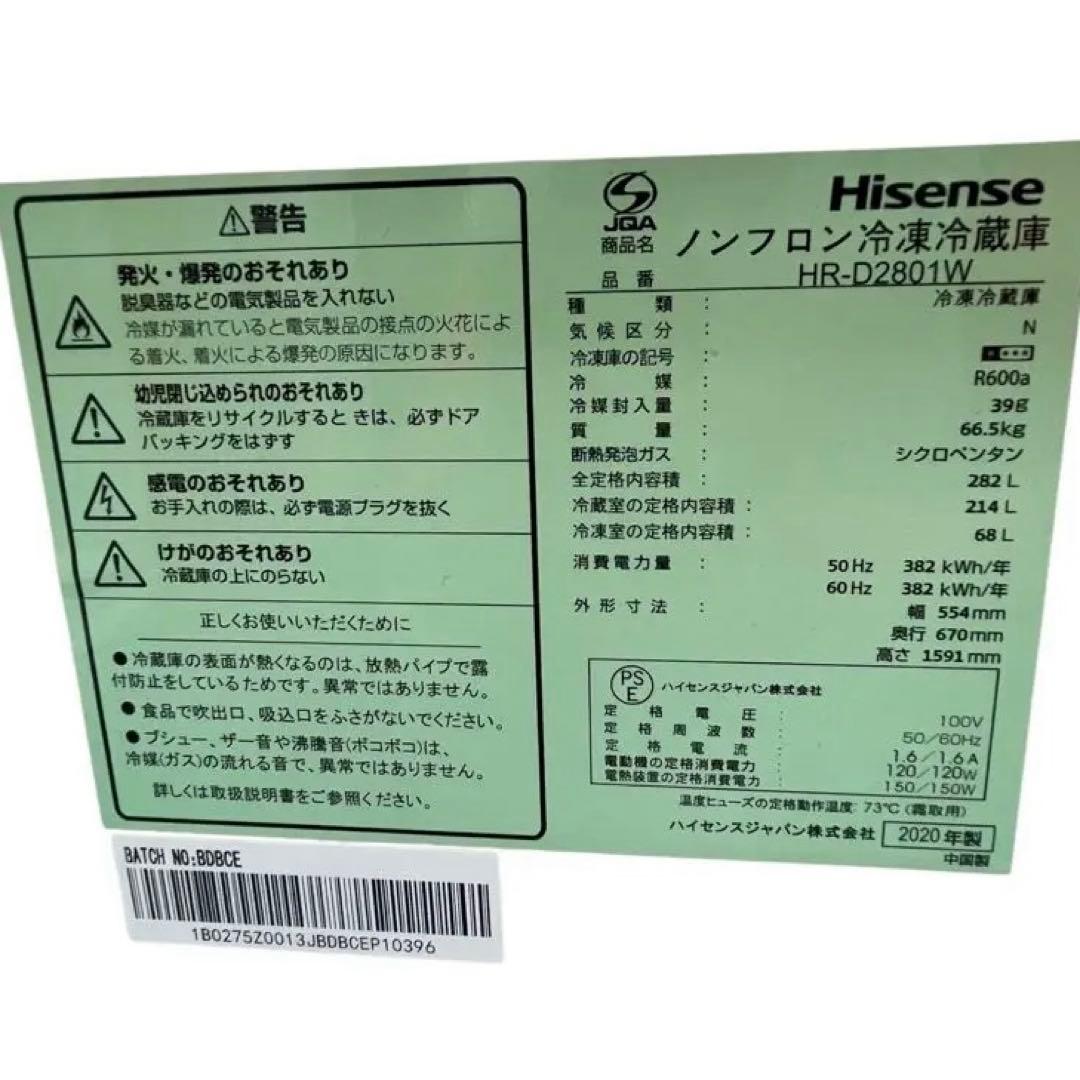 ⚠警告
発火・爆発のおそれあり
脱臭器などの電気製品を入れない
冷媒が漏れていると電気製品の接点の火花によ
る着火、着火による爆発の原因になります。
幼児閉じ込められのおそれあり
冷蔵庫をリサイクルすると きは、必ずドア
パッキングをはずす
感電のおそれあり
お手入れの際は、必ず電源プラグを抜く
けがのおそれあり
冷蔵庫の上にのらない
正しくお使いいただくために
●冷蔵庫の表面が熱くなるのは、放熱パイプで露
付防止をしているためです。異常ではありません。
●食品で吹出口、吸込口をふさがないでください。
●ブシュー、ザー音や沸騰音(ボコボコ)は、
冷媒(ガス)の流れる音で、異常ではありません。
詳しくは取扱説明書をご参照ください。
JQA
Hisense
商品名 ノンフロン冷凍冷蔵庫
品番 HR-D2801W
種類 : 冷凍冷蔵庫
気候区分 : N
冷凍庫の記号 :
冷媒 : R600a
冷媒封入量 : 39g
質量 : 66.5kg
断熱発泡ガス : シクロペンタン
全定格内容積 : 282 L
冷蔵室の定格内容積 : 214 L
冷凍室の定格内容積 : 68 L
消費電力量 : 50 Hz 382 kWh/年
60 Hz 382 kWh/年
外形寸法 : 幅 554mm
奥行 670mm
高さ 1591mm
PSE ハイセンスジャパン株式会社
定格電圧 : 100V
定格周波数 : 50/60Hz
定格電流 : 1.6/1.6A
電動機の定格消費電力 : 120/120W
電熱装置の定格消費電力 : 150/150W
温度ヒューズの定格動作温度: 73℃(霜取用)
ハイセンスジャパン株式会社 2020年製
中国製
BATCH NO:BDBCE
1B0275Z0013JBDBCEP10396